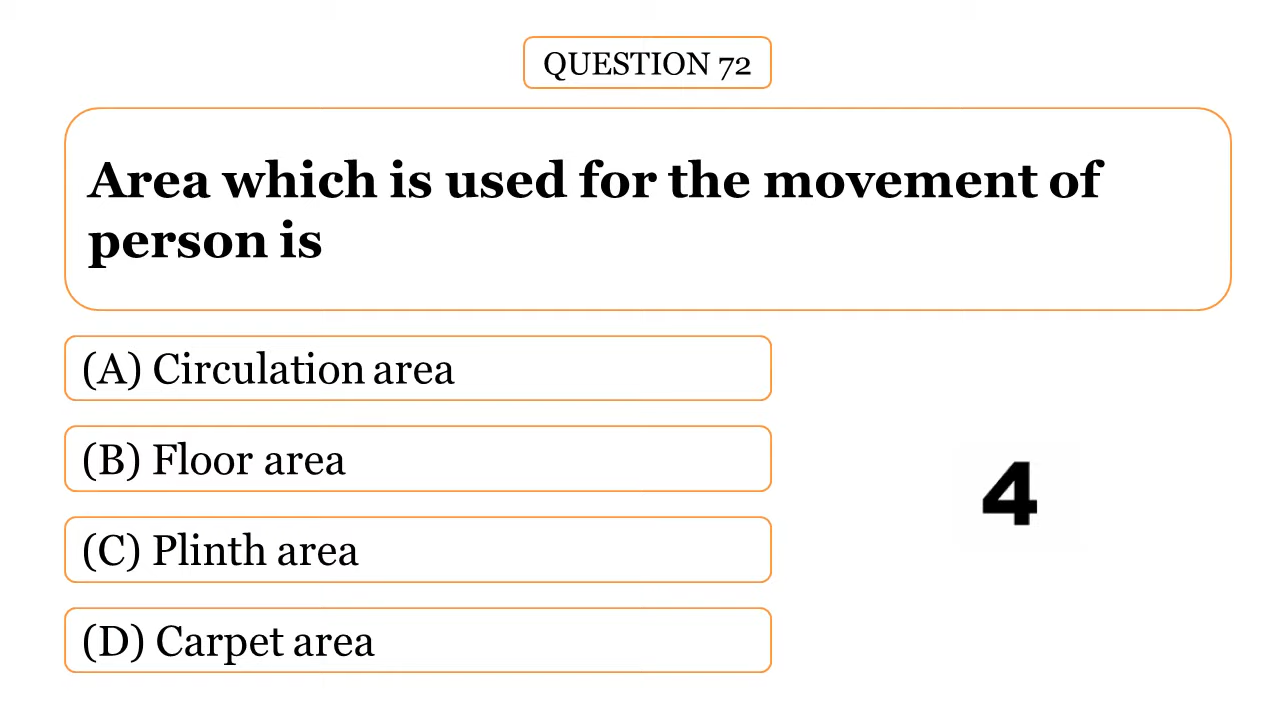 QUESTION 72
Area which is used for the movement of
person is
(A) Circulation area
(B) Floor area
4
(C) Plinth area
(D) Carpet area